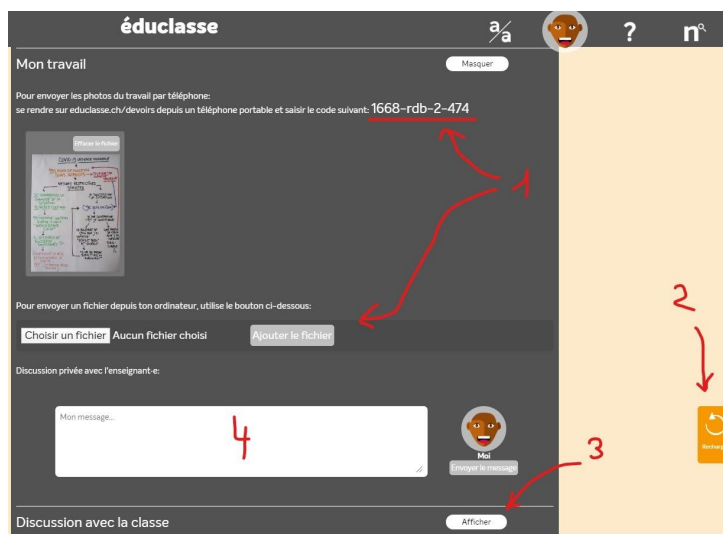 éduclasse
a/a
?
n°
Mon travail
Masquer
Pour envoyer les photos du travail par téléphone:
se rendre sur educlasse.ch/devoirs depuis un téléphone portable et saisir le code suivant: 1668-rdb-2-474
Effacer le fichier
1
Pour envoyer un fichier depuis ton ordinateur, utilise le bouton ci-dessous:
2
Choisir un fichier Aucun fichier choisi
Ajouter le fichier
Discussion privée avec l'enseignant·e:
Mon message...
4
Moi
Envoyer le message
Recharg
3
Discussion avec la classe
Afficher